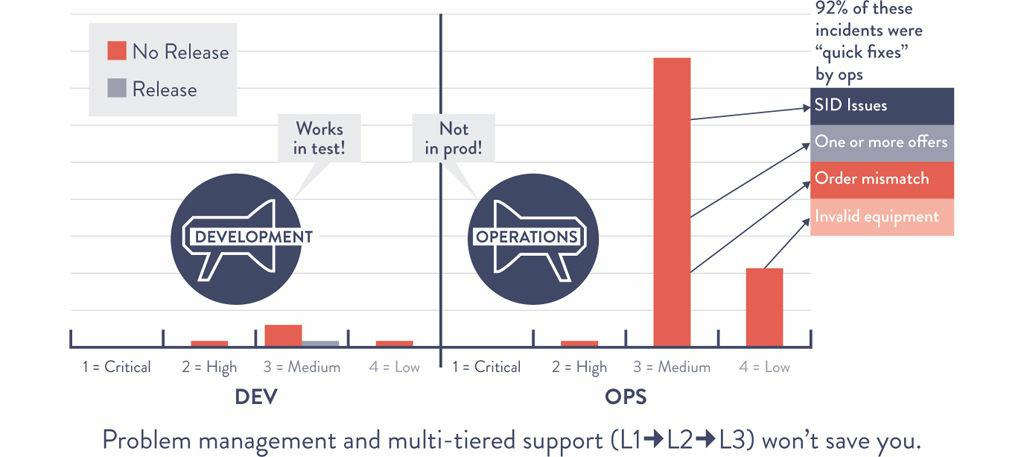 92% of these
incidents were
“quick fixes”
by ops
No Release
Release
Works
in test!
Not
in prod!
SID Issues
One or more offers
Order mismatch
Invalid equipment
DEVELOPMENT
OPERATIONS
1 = Critical
2 = High
3 = Medium
4 = Low
1 = Critical
2 = High
3 = Medium
4 = Low
DEV
OPS
Problem management and multi-tiered support (L1➔L2➔L3) won’t save you.